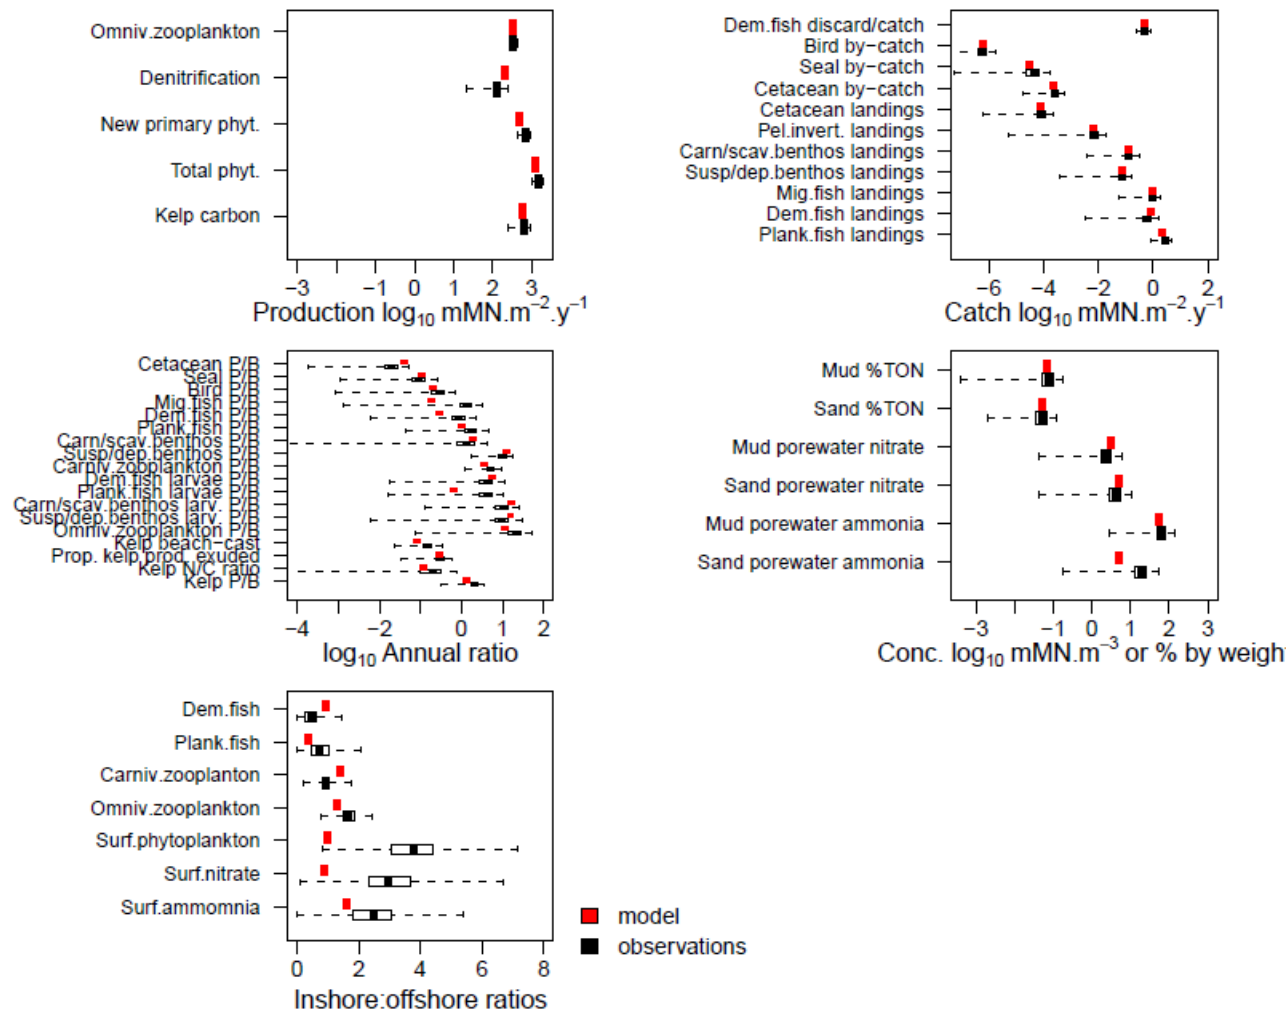 Omniv.zooplankton
Denitrification
New primary phyt.
Total phyt.
Kelp carbon
−3 −1 0 1 2 3
Production log₁₀ mMN.m⁻².y⁻¹
Dem.fish discard/catch
Bird by−catch
Seal by−catch
Cetacean by−catch
Cetacean landings
Pel.invert. landings
Carn/scav.benthos landings
Susp/dep.benthos landings
Mig.fish landings
Dem.fish landings
Plank.fish landings
−6 −4 −2 0 2
Catch log₁₀ mMN.m⁻².y⁻¹
Cetacean P/B
Seal P/B
Bird P/B
Mig.fish P/B
Dem.fish P/B
Plank.fish P/B
Carn/scav.benthos P/B
Susp/dep.benthos P/B
Carniv.zooplankton P/B
Dem.fish larvae P/B
Plank.fish larvae P/B
Carn/scav.benthos larv. P/B
Susp/dep.benthos larv. P/B
Omniv.zooplankton P/B
Kelp beach−cast
Prop. kelp prod. exuded
Kelp N/C ratio
Kelp P/B
−4 −2 0 2
log₁₀ Annual ratio
Mud %TON
Sand %TON
Mud porewater nitrate
Sand porewater nitrate
Mud porewater ammonia
Sand porewater ammonia
−3 −1 0 1 2 3
Conc. log₁₀ mMN.m⁻³ or % by weigh
Dem.fish
Plank.fish
Carniv.zooplanton
Omniv.zooplankton
Surf.phytoplankton
Surf.nitrate
Surf.ammomnia
0 2 4 6 8
Inshore:offshore ratios
model
observations